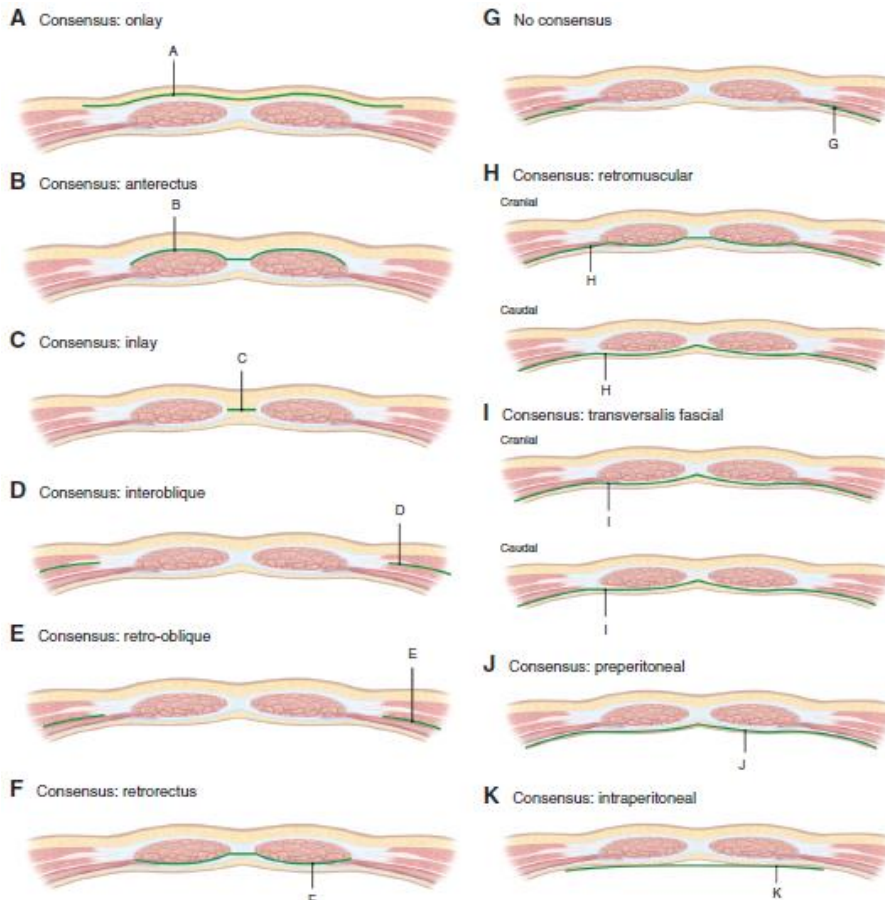 A Consensus: onlay
A
B Consensus: anterectus
B
C Consensus: inlay
C
D Consensus: interoblique
D
E Consensus: retro-oblique
E
F Consensus: retrorectus
F
G No consensus
G
H Consensus: retromuscular
Cranial
H
Caudal
H
I Consensus: transversalis fascial
Cranial
I
Caudal
I
J Consensus: preperitoneal
J
K Consensus: intraperitoneal
K